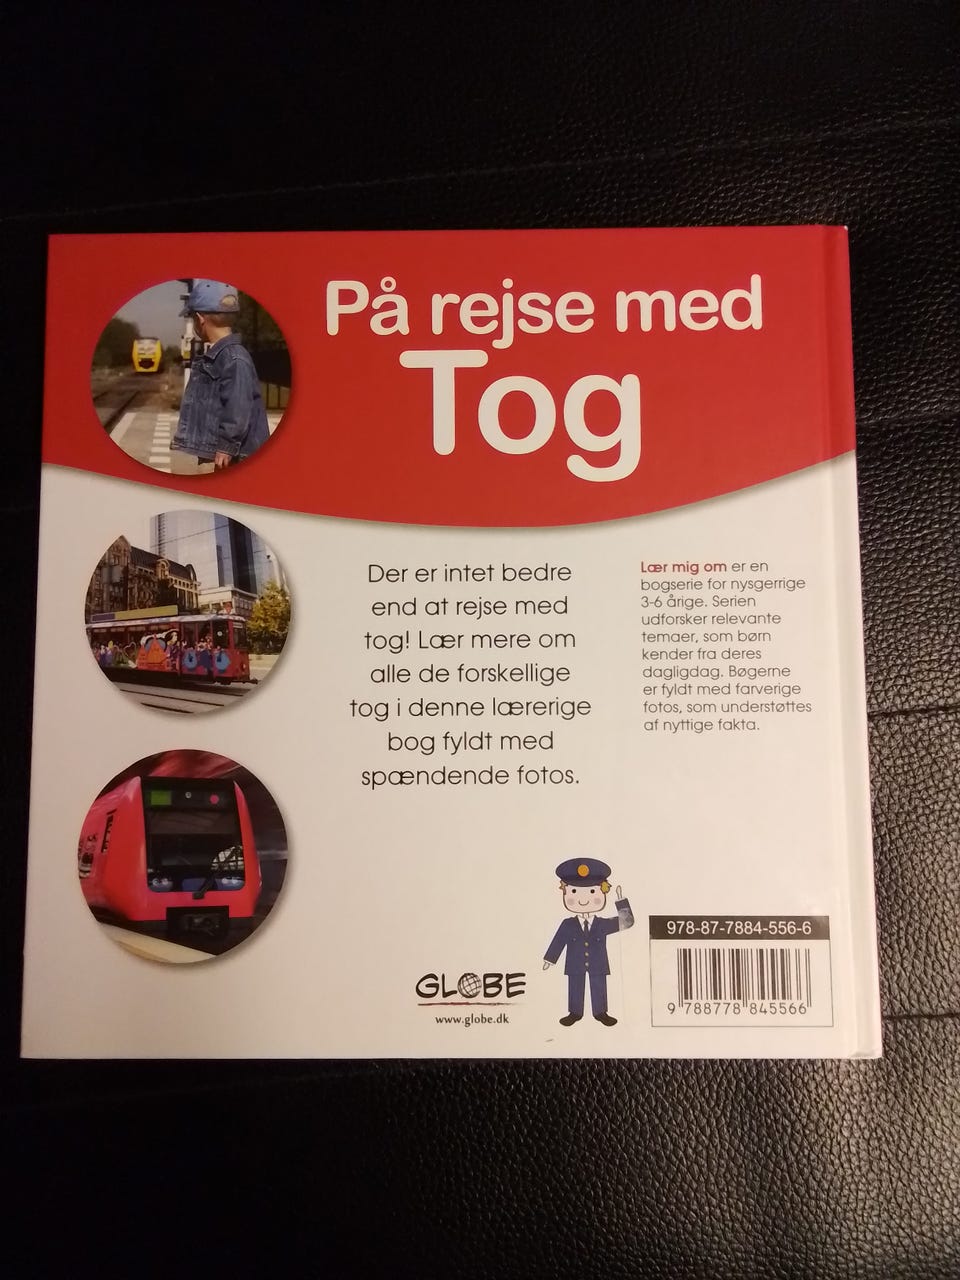 På rejse med
Tog
Der er intet bedre
end at rejse med
tog! Lær mere om
alle de forskellige
tog i denne lærerige
bog fyldt med
spændende fotos.
Lær mig om er en
bogserie for nysgerrige
3-6 årige. Serien
udforsker relevante
temaer, som børn
kender fra deres
dagligdag. Bøgerne
er fyldt med farverige
fotos, som understøttes
af nyttige fakta.
GLOBE
www.globe.dk
978-87-7884-556-6
9 788778 845566